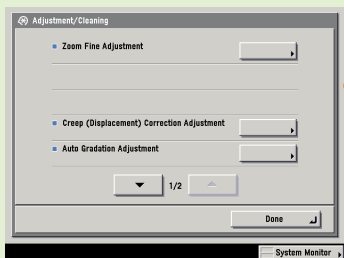 Adjustment/Cleaning
Zoom Fine Adjustment
Creep (Displacement) Correction Adjustment
Auto Gradation Adjustment
1/2
Done
System Monitor